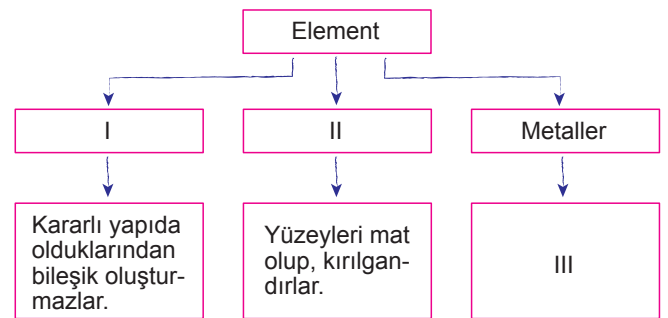 Element
I
II
Metaller
Kararlı yapıda
olduklarından
bileşik oluştur-
mazlar.
Yüzeyleri mat
olup, kırılgan-
dırlar.
III